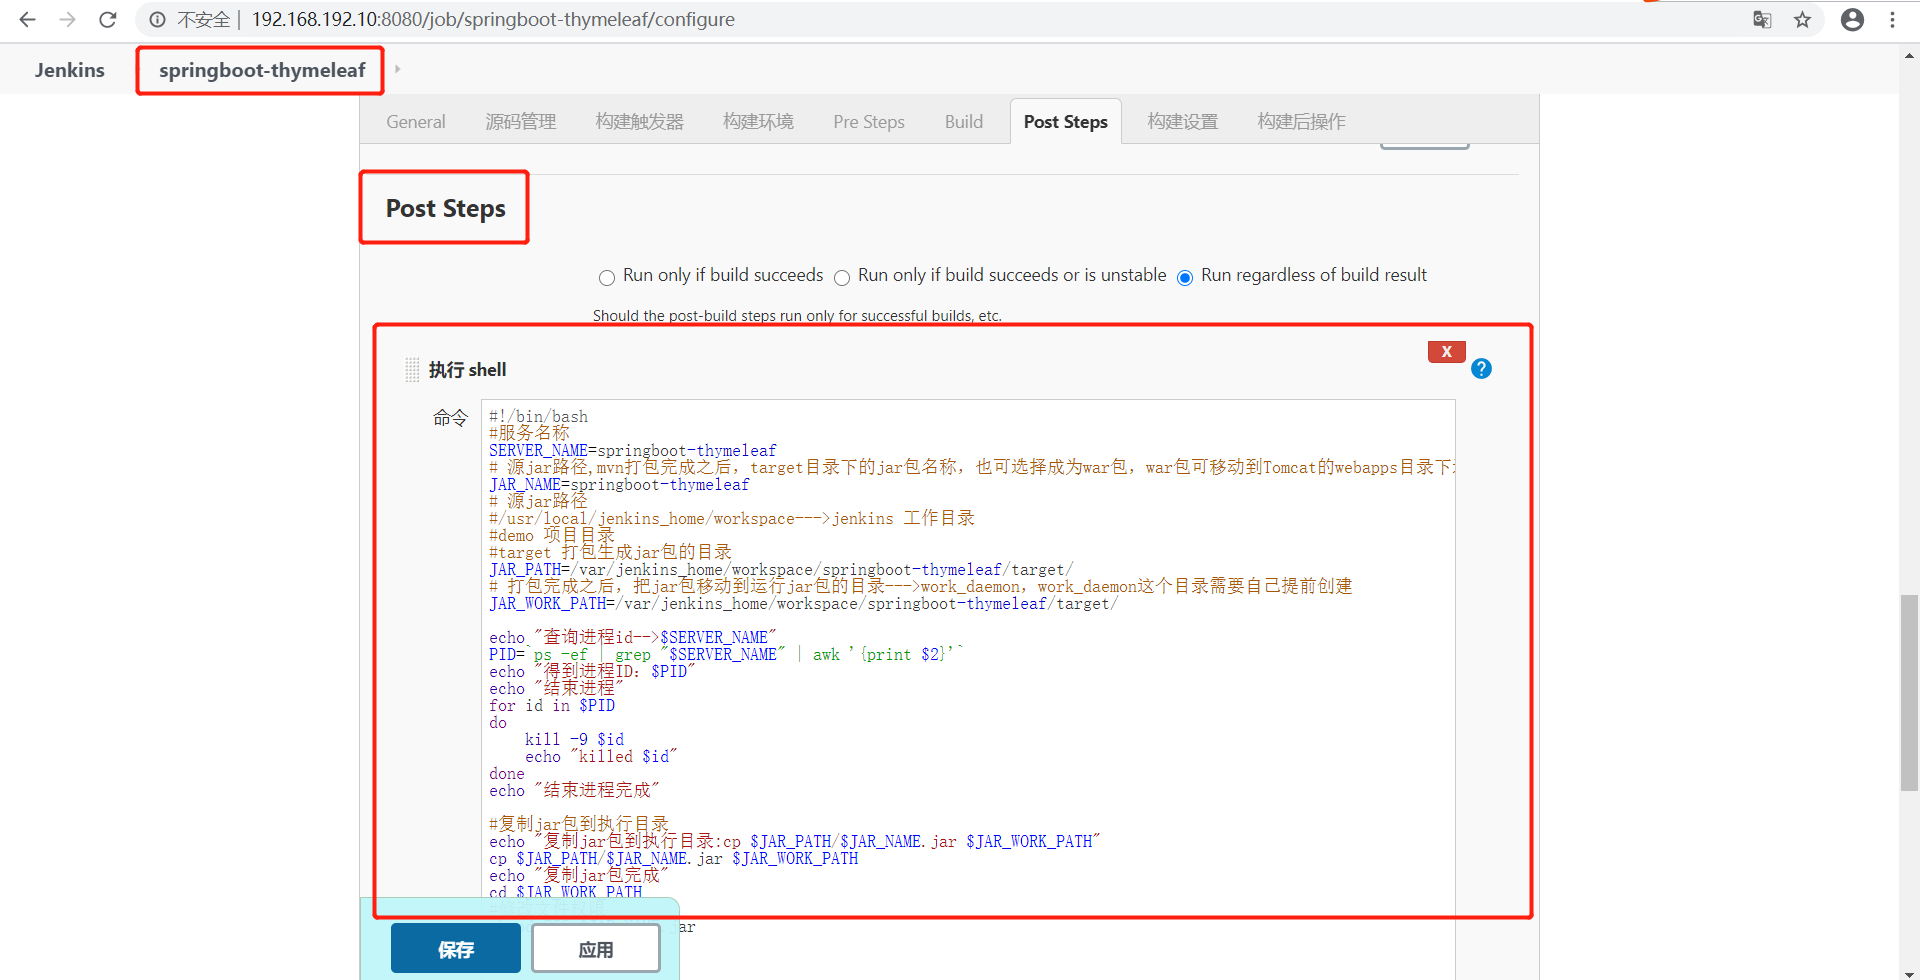 不安全 | 192.168.192.10:8080/job/springboot-thymeleaf/configure
Jenkins springboot-thymeleaf
General 源码管理 构建触发器 构建环境 Pre Steps Build Post Steps 构建设置 构建后操作
Post Steps
Run only if build succeeds Run only if build succeeds or is unstable Run regardless of build result
Should the post-build steps run only for successful builds, etc.
X
执行 shell
?
命令
#!/bin/bash
#服务名称
SERVER_NAME=springboot-thymeleaf
# 源jar路径,mvn打包完成之后，target目录下的jar包名称，也可选择成为war包，war包可移动到Tomcat的webapps目录下
JAR_NAME=springboot-thymeleaf
# 源jar路径
#/usr/local/jenkins_home/workspace--->jenkins 工作目录
#demo 项目目录
#target 打包生成jar包的目录
JAR_PATH=/var/jenkins_home/workspace/springboot-thymeleaf/target/
# 打包完成之后，把jar包移动到运行jar包的目录--->work_daemon，work_daemon这个目录需要自己提前创建
JAR_WORK_PATH=/var/jenkins_home/workspace/springboot-thymeleaf/target/
echo "查询进程id-->$SERVER_NAME"
PID=`ps -ef | grep "$SERVER_NAME" | awk '{print $2}'`
echo "得到进程ID：$PID"
echo "结束进程"
for id in $PID
do
kill -9 $id
echo "killed $id"
done
echo "结束进程完成"
#复制jar包到执行目录
echo "复制jar包到执行目录:cp $JAR_PATH/$JAR_NAME.jar $JAR_WORK_PATH"
cp $JAR_PATH/$JAR_NAME.jar $JAR_WORK_PATH
echo "复制jar包完成"
cd $JAR_WORK_PATH
jar
保存 应用